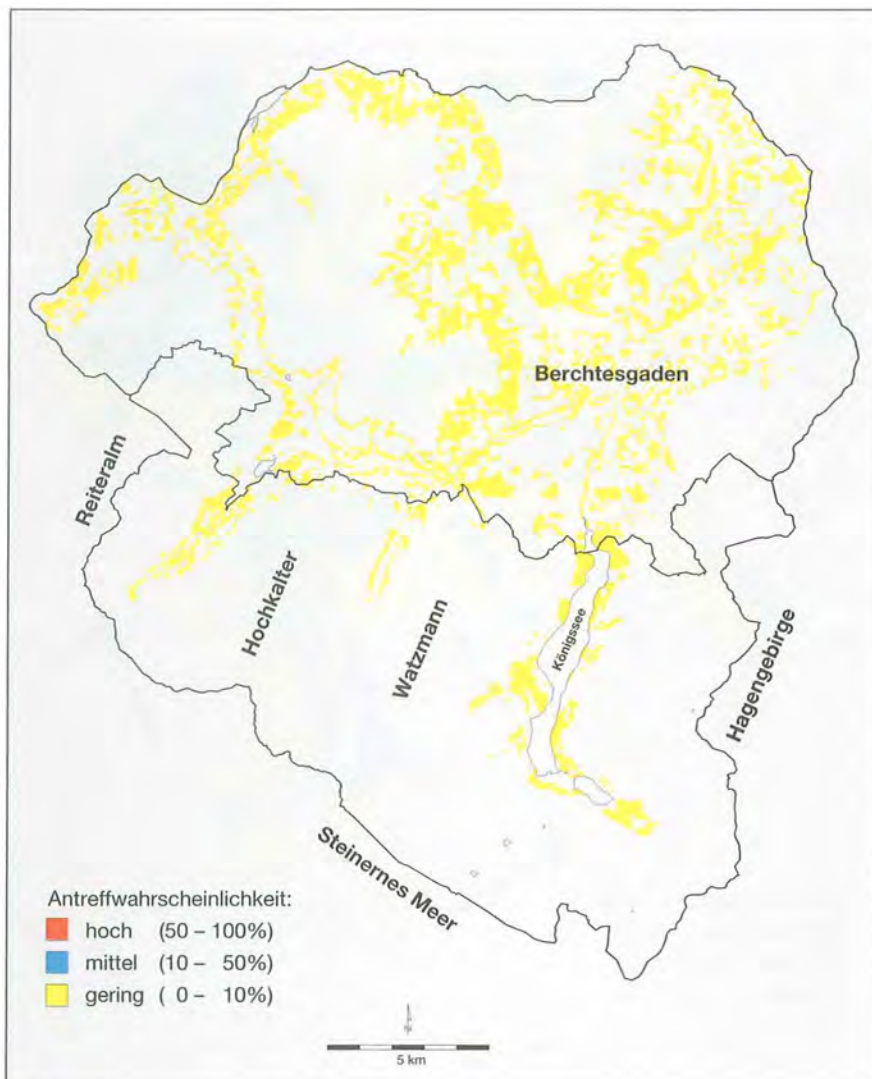 Berchtesgaden
Reiteralm
Hochkalter
Watzmann
Königssee
Hagengebirge
Steinernes Meer
Antreffwahrscheinlichkeit:
hoch (50 – 100%)
mittel (10 – 50%)
gering ( 0 – 10%)
N
5 km